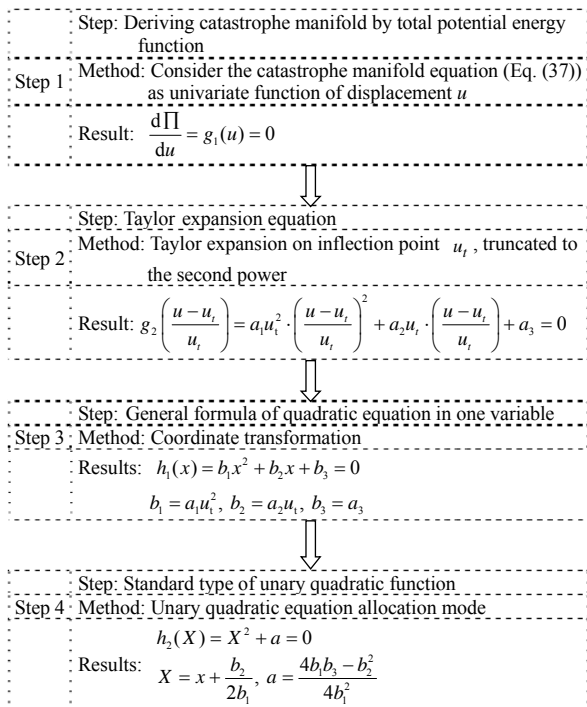 Step: Deriving catastrophe manifold by total potential energy
function
Step 1
Method: Consider the catastrophe manifold equation (Eq. (37))
as univariate function of displacement u
Result: d∏/du = g₁(u) = 0
Step: Taylor expansion equation
Step 2
Method: Taylor expansion on inflection point uₜ, truncated to
the second power
Result: g₂((u − uₜ)/uₜ) = a₁uₜ² · ((u − uₜ)/uₜ)² + a₂uₜ · ((u − uₜ)/uₜ) + a₃ = 0
Step: General formula of quadratic equation in one variable
Step 3 Method: Coordinate transformation
Results: h₁(x) = b₁x² + b₂x + b₃ = 0
b₁ = a₁uₜ², b₂ = a₂uₜ, b₃ = a₃
Step: Standard type of unary quadratic function
Step 4 Method: Unary quadratic equation allocation mode
h₂(X) = X² + a = 0
Results: X = x + b₂/2b₁, a = (4b₁b₃ − b₂²)/4b₁²